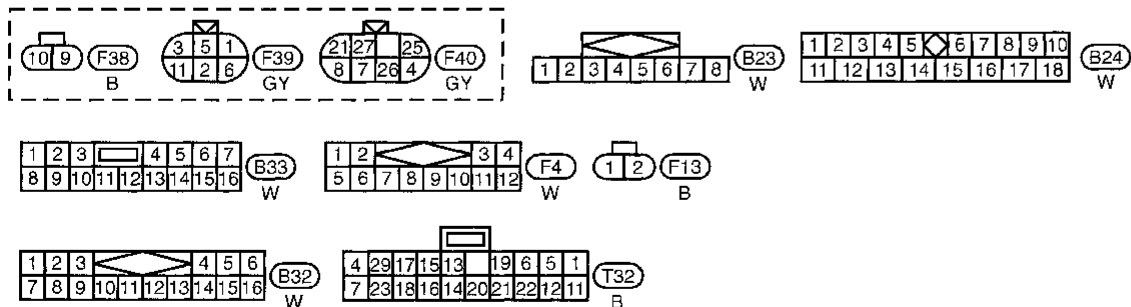 3 5 1
21 27 25
10 9 F38
11 2 6 F39
8 7 26 4 F40
B GY GY
1 2 3 4 5 6 7 8 B23
W
1 2 3 4 5 6 7 8 9 10
11 12 13 14 15 16 17 18 B24
W
1 2 3 4 5 6 7
8 9 10 11 12 13 14 15 16 B33
W
1 2 3 4
5 6 7 8 9 10 11 12 F4
W
1 2 F13
B
1 2 3 4 5 6
7 8 9 10 11 12 13 14 15 16 B32
W
4 29 17 15 13 19 6 5 1
7 23 18 16 14 20 21 22 12 11 T32
B